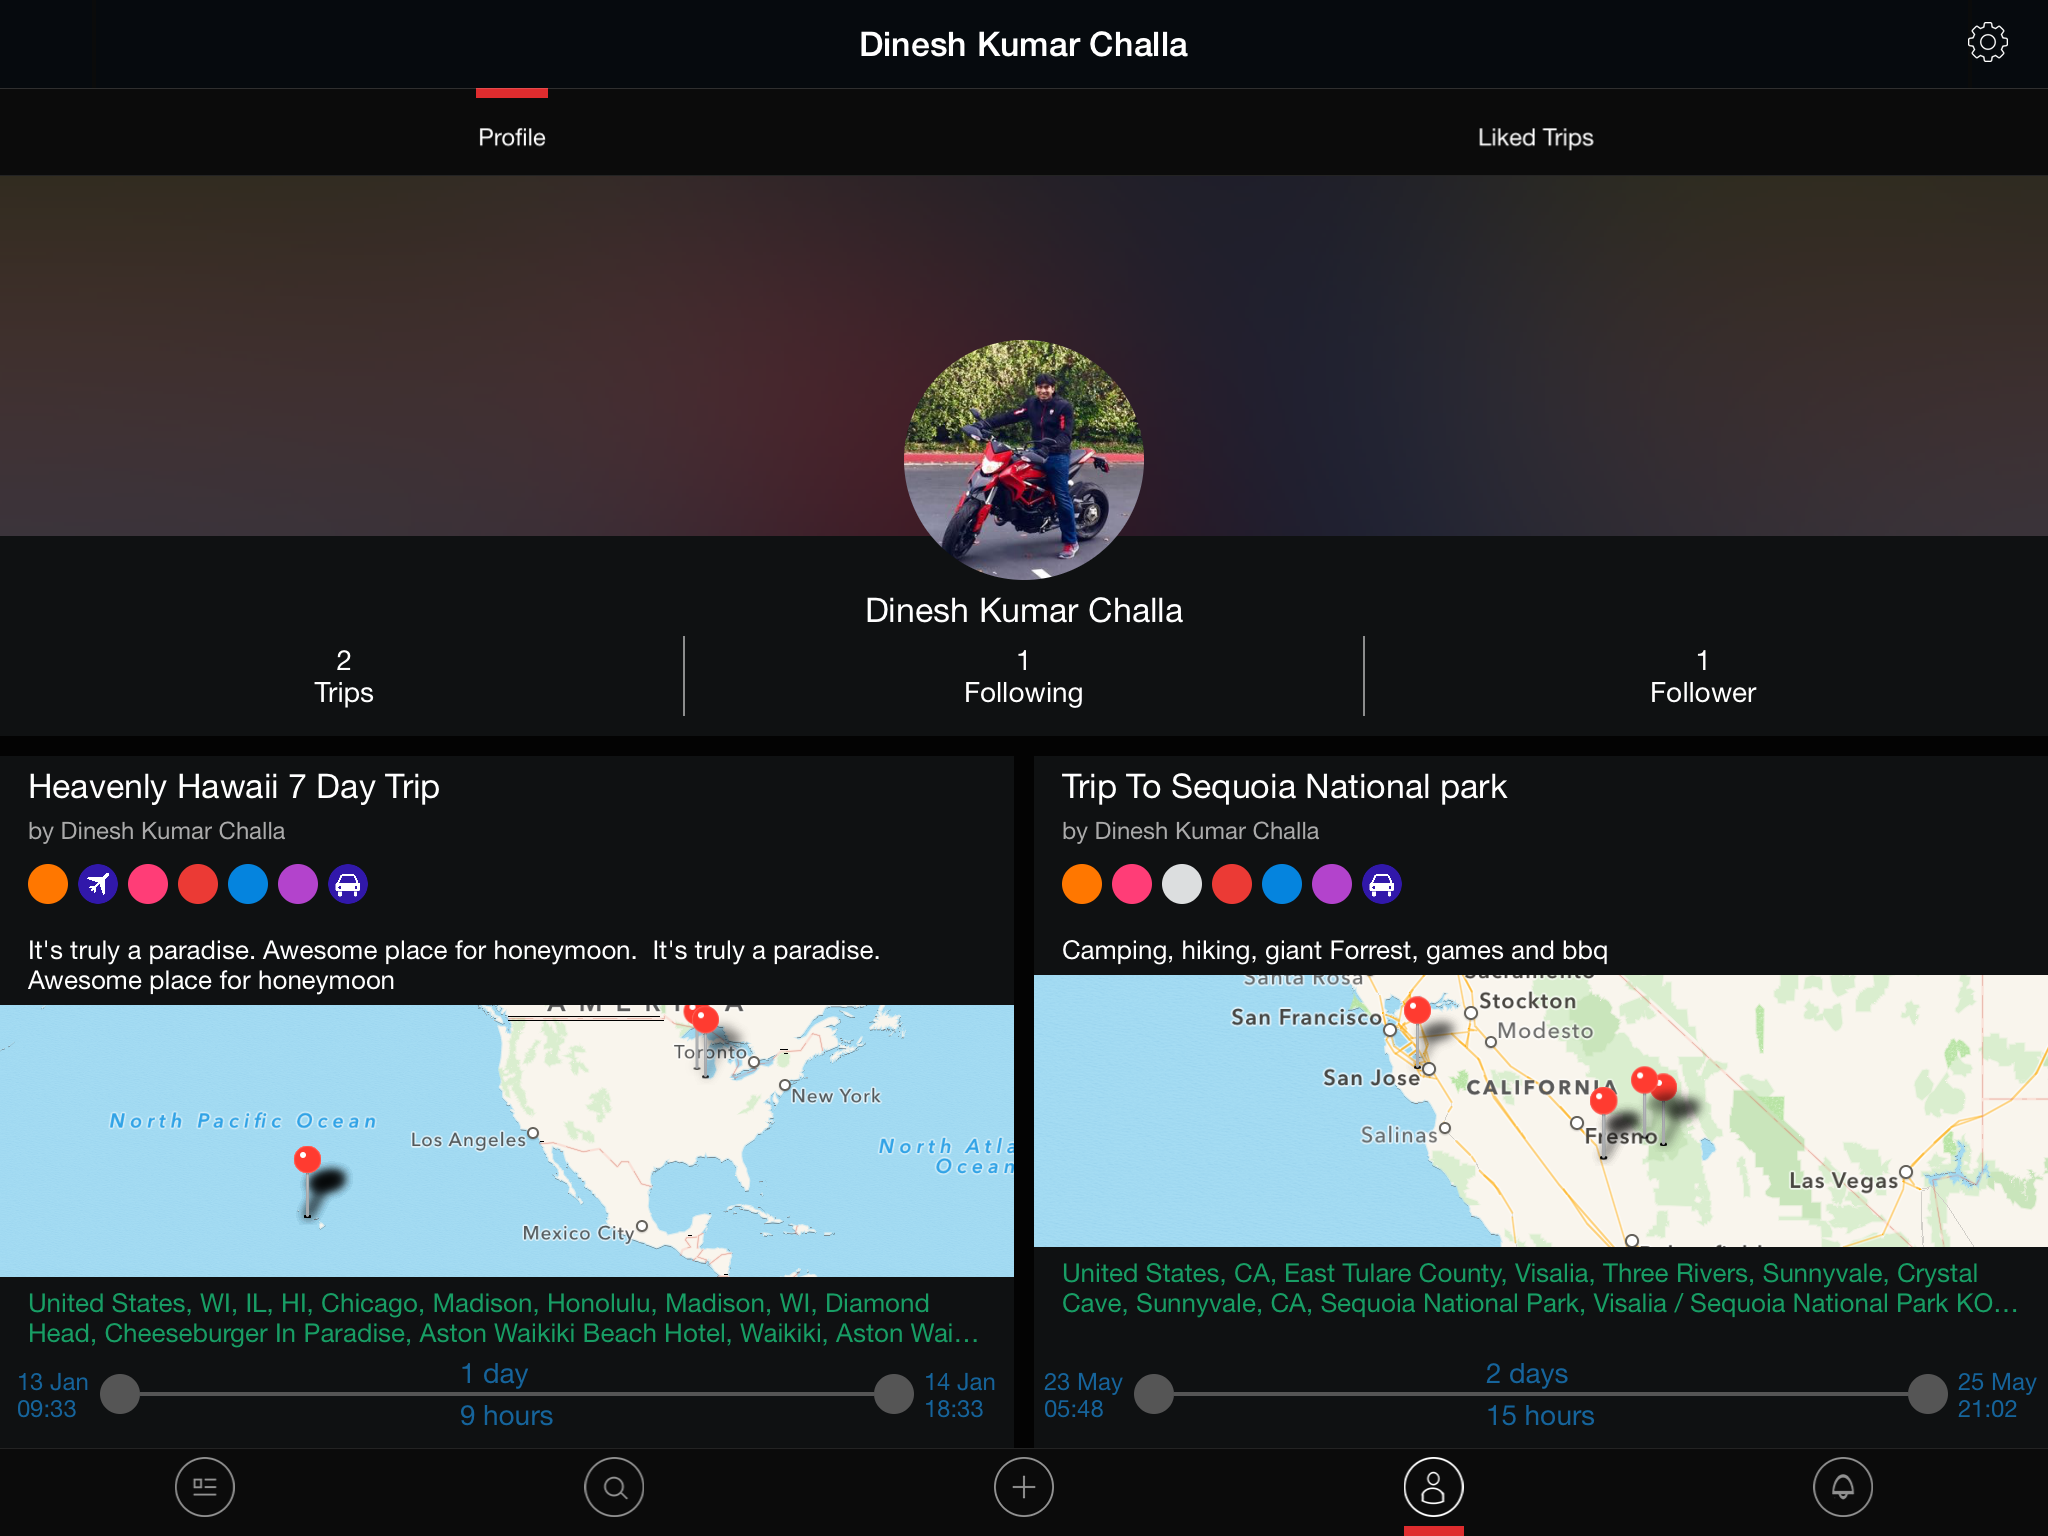 Dinesh Kumar Challa
Profile
Liked Trips
Dinesh Kumar Challa
2
Trips
1
Following
1
Follower
Heavenly Hawaii 7 Day Trip
by Dinesh Kumar Challa
It's truly a paradise. Awesome place for honeymoon.  It's truly a paradise.
Awesome place for honeymoon
Toronto
New York
North Pacific Ocean
Los Angeles
North Atla
Ocean
Mexico City
United States, WI, IL, HI, Chicago, Madison, Honolulu, Madison, WI, Diamond
Head, Cheeseburger In Paradise, Aston Waikiki Beach Hotel, Waikiki, Aston Wai...
13 Jan
09:33
1 day
9 hours
14 Jan
18:33
Trip To Sequoia National park
by Dinesh Kumar Challa
Camping, hiking, giant Forrest, games and bbq
Santa Rosa
Sacramento
Stockton
San Francisco
Modesto
San Jose
CALIFORNIA
Salinas
Fresno
Las Vegas
United States, CA, East Tulare County, Visalia, Three Rivers, Sunnyvale, Crystal
Cave, Sunnyvale, CA, Sequoia National Park, Visalia / Sequoia National Park KO...
23 May
05:48
2 days
15 hours
25 May
21:02